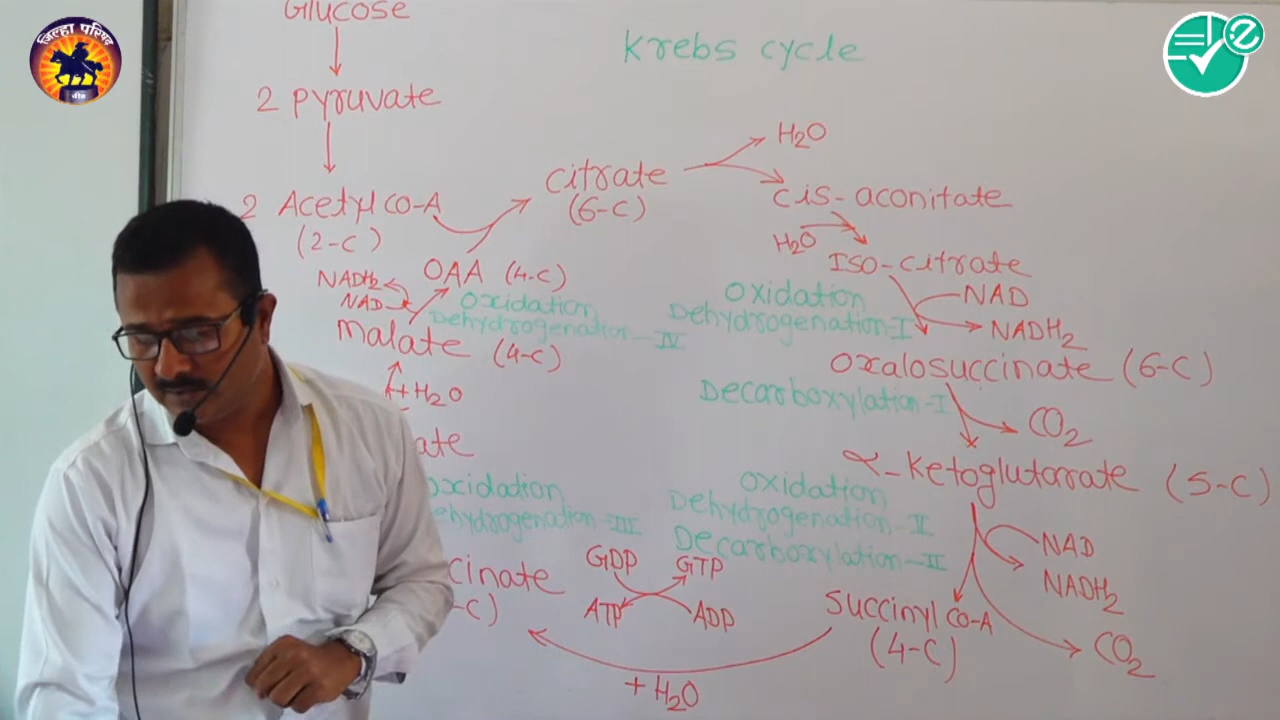 Glucose
जिल्हा परिषद
बीड
Krebs cycle
2 Pyruvate
H₂O
Citrate
(6-C)
2 Acetyl CO-A
(2-C)
Cis-aconitate
H₂O
ISO-citrate
OAA (4-C)
NADH₂
NAD
Oxidation
Dehydrogenation-IV
Oxidation
Dehydrogenation-I
NAD
NADH₂
Malate (4-C)
Oxalosuccinate (6-C)
+H₂O
Decarboxylation-I
CO₂
ate
α-Ketoglutarate (5-C)
oxidation
ehydrogenation-III
Oxidation
Dehydrogenation-II
Decarboxylation-II
NAD
NADH₂
GDP GTP
ATP ADP
cinate
-C)
Succinyl CO-A
(4-C)
CO₂
+H₂O